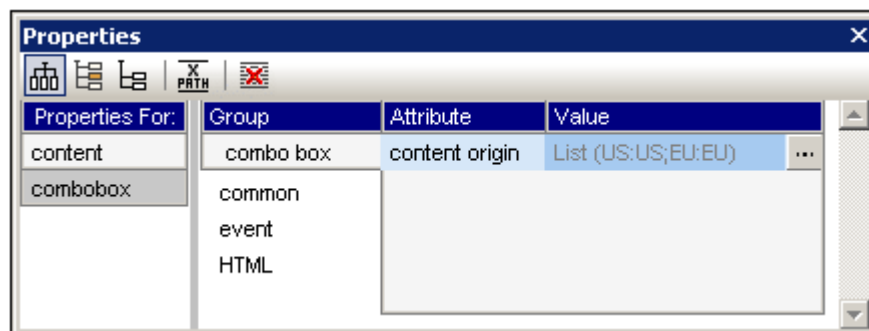 Properties
X
PATH
Properties For: Group Attribute Value
content combo box content origin List (US:US;EU:EU) ...
combobox common
event
HTML